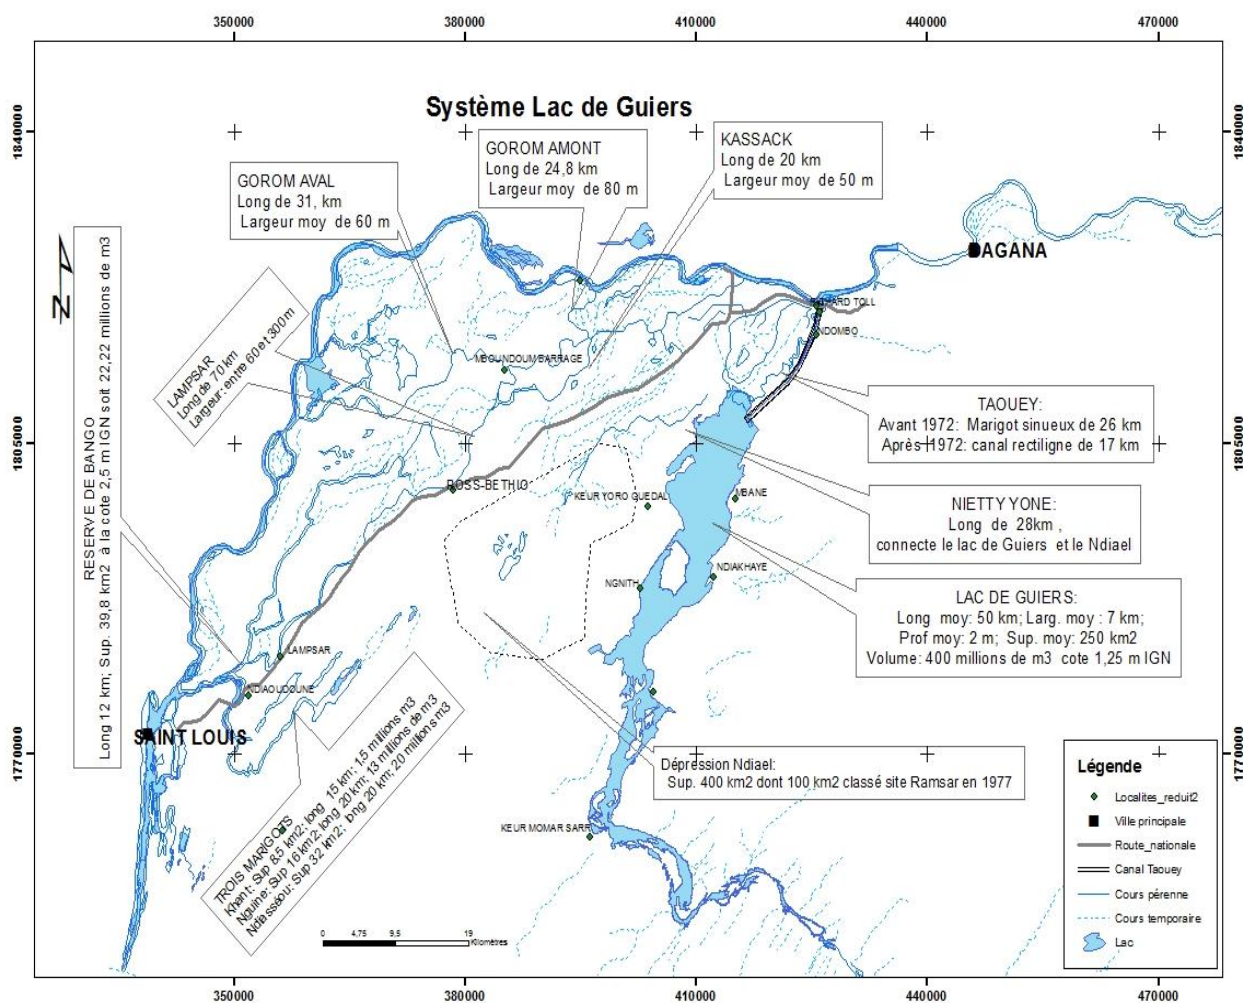 350000
380000
410000
440000
470000
Système Lac de Guiers
1840000
1840000
KASSACK
Long de 20 km
Largeur moy de 50 m
GOROM AMONT
Long de 24,8 km
Largeur moy de 80 m
GOROM AVAL
Long de 31, km
Largeur moy de 60 m
DAGANA
RICHARD TOLL
NDOMBO
MBOUNDOUM BARRAGE
LAMPSAR
Long de 70 km
Largeur: entre 60 et 300m
RESERVE DE BANGO
Long 12 km; Sup. 39,8 km2 à la cote 2,5 m IGN soit 22,22 millions de m3
N
TAOUEY:
Avant 1972: Marigot sinueux de 26 km
Après 1972: canal rectiligne de 17 km
1805000
1805000
ROSS-BETHIO
KEUR YORO GUEDAL
MBANE
NIETTY YONE:
Long de 28km ,
connecte le lac de Guiers et le Ndiael
NGNITH
NDIAKHAYE
LAC DE GUIERS:
Long moy: 50 km; Larg. moy : 7 km;
Prof moy: 2 m; Sup. moy: 250 km2
Volume: 400 millions de m3 cote 1,25 m IGN
LAMPSAR
NDIAOUDOUNE
SAINT LOUIS
1770000
1770000
TROIS MARIGOTS
Khant: Sup 8.5 km2: long 15 km; 1,5 millions m3
Nguine: Sup 16 km2: long 20 km; 13 millions de m3
Ndiasséou: Sup 32 km2: long 20 km; 20 millions m3
Dépression Ndiael:
Sup. 400 km2 dont 100 km2 classé site Ramsar en 1977
KEUR MOMAR SARR
0 4,75 9,5 19
Kilomètres
Légende
Localites_reduit2
Ville principale
Route_nationale
Canal Taouey
Cours pérenne
Cours temporaire
Lac
350000
380000
410000
440000
470000